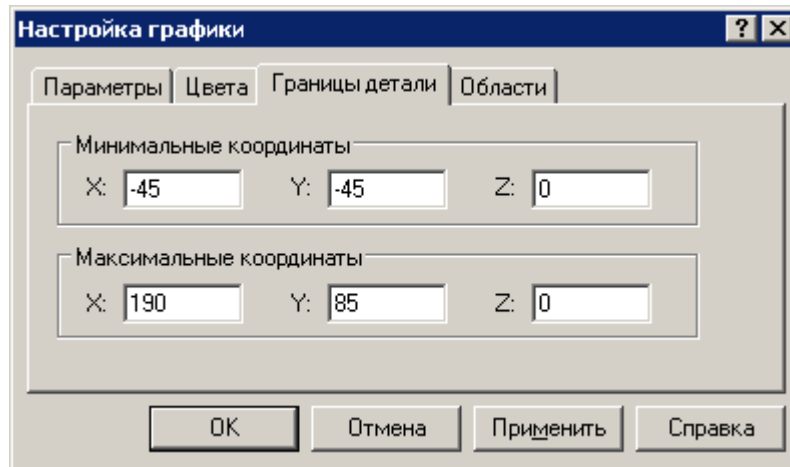 Настройка графики
Параметры Цвета Границы детали Области
Минимальные координаты
X: -45 Y: -45 Z: 0
Максимальные координаты
X: 190 Y: 85 Z: 0
OK Отмена Применить Справка